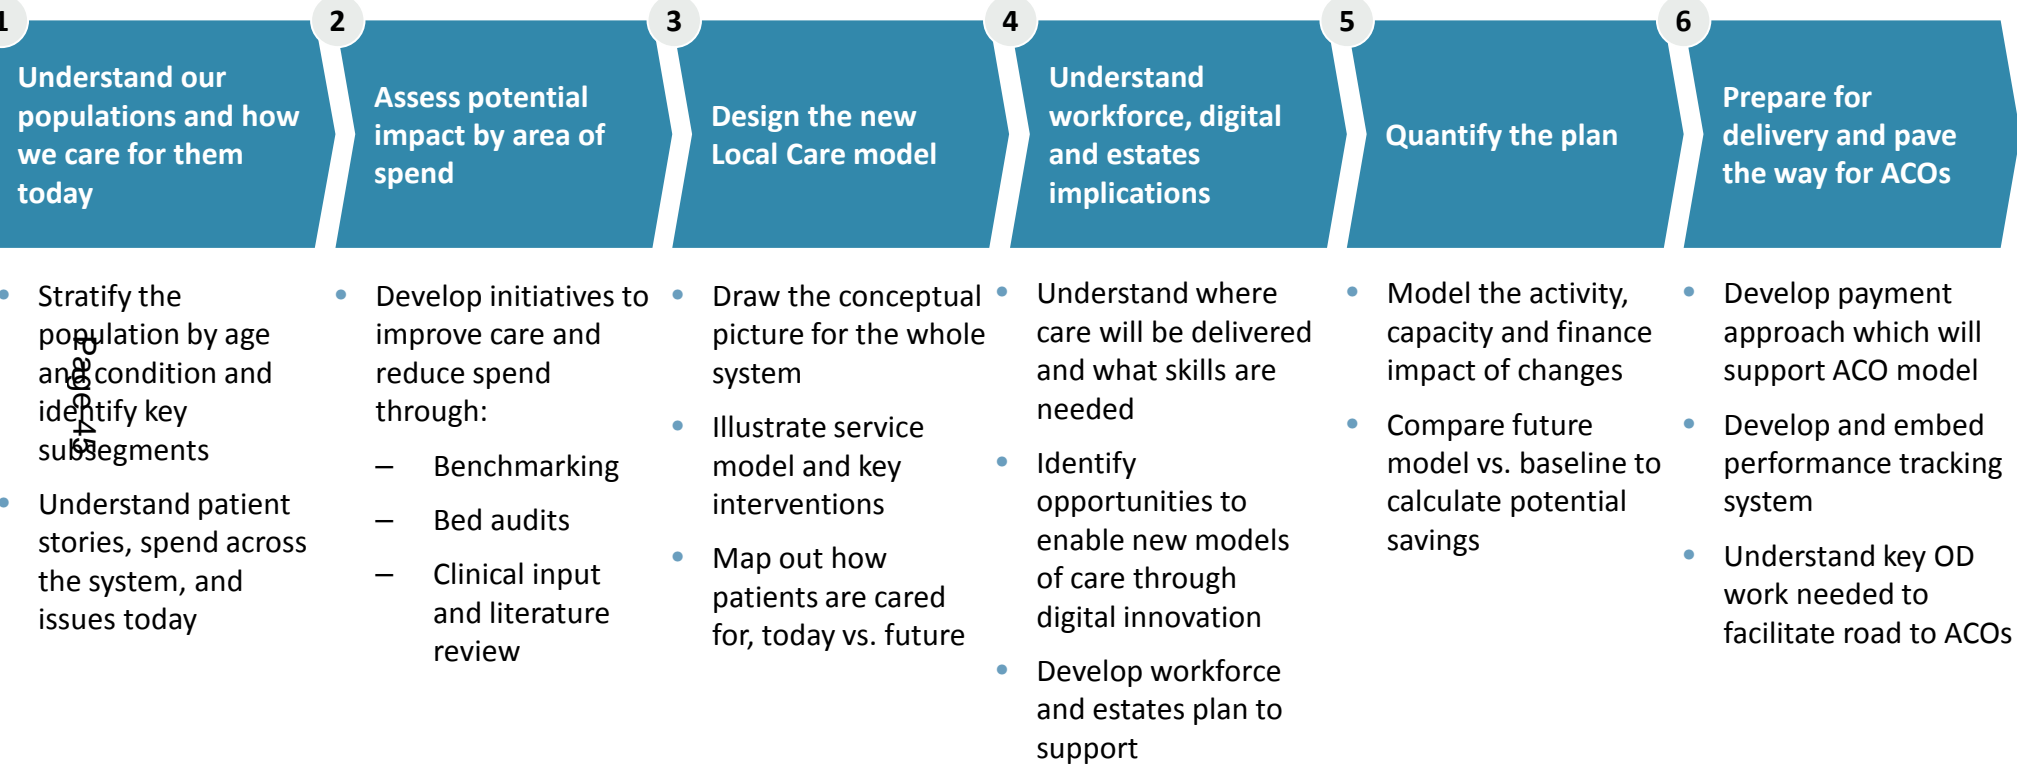 1
Understand our
populations and how
we care for them
today
2
Assess potential
impact by area of
spend
3
Design the new
Local Care model
4
Understand
workforce, digital
and estates
implications
5
Quantify the plan
6
Prepare for
delivery and pave
the way for ACOs
• Stratify the
population by age
and condition and
identify key
subsegments
• Understand patient
stories, spend across
the system, and
issues today
Page 45
• Develop initiatives to
improve care and
reduce spend
through:
– Benchmarking
– Bed audits
– Clinical input
and literature
review
• Draw the conceptual
picture for the whole
system
• Illustrate service
model and key
interventions
• Map out how
patients are cared
for, today vs. future
• Understand where
care will be delivered
and what skills are
needed
• Identify
opportunities to
enable new models
of care through
digital innovation
• Develop workforce
and estates plan to
support
• Model the activity,
capacity and finance
impact of changes
• Compare future
model vs. baseline to
calculate potential
savings
• Develop payment
approach which will
support ACO model
• Develop and embed
performance tracking
system
• Understand key OD
work needed to
facilitate road to ACOs